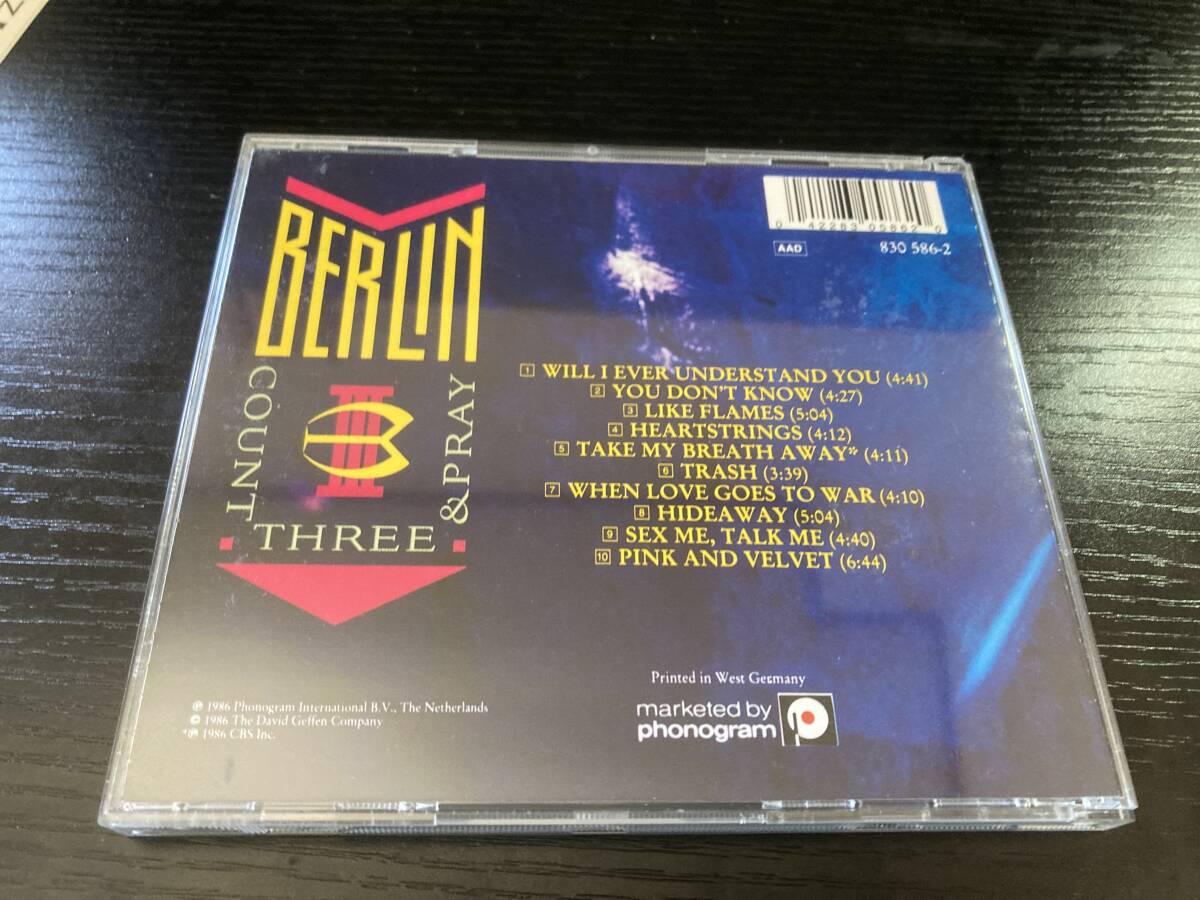 BERLIN
COUNT
THREE
& PRAY
0 42283 05862 0
AAD
830 586-2
1 WILL I EVER UNDERSTAND YOU (4:41)
2 YOU DON'T KNOW (4:27)
3 LIKE FLAMES (5:04)
4 HEARTSTRINGS (4:12)
5 TAKE MY BREATH AWAY* (4:11)
6 TRASH (3:39)
7 WHEN LOVE GOES TO WAR (4:10)
8 HIDEAWAY (5:04)
9 SEX ME, TALK ME (4:40)
10 PINK AND VELVET (6:44)
Printed in West Germany
marketed by
phonogram
℗ 1986 Phonogram International B.V., The Netherlands
© 1986 The David Geffen Company
*℗ 1986 CBS Inc.